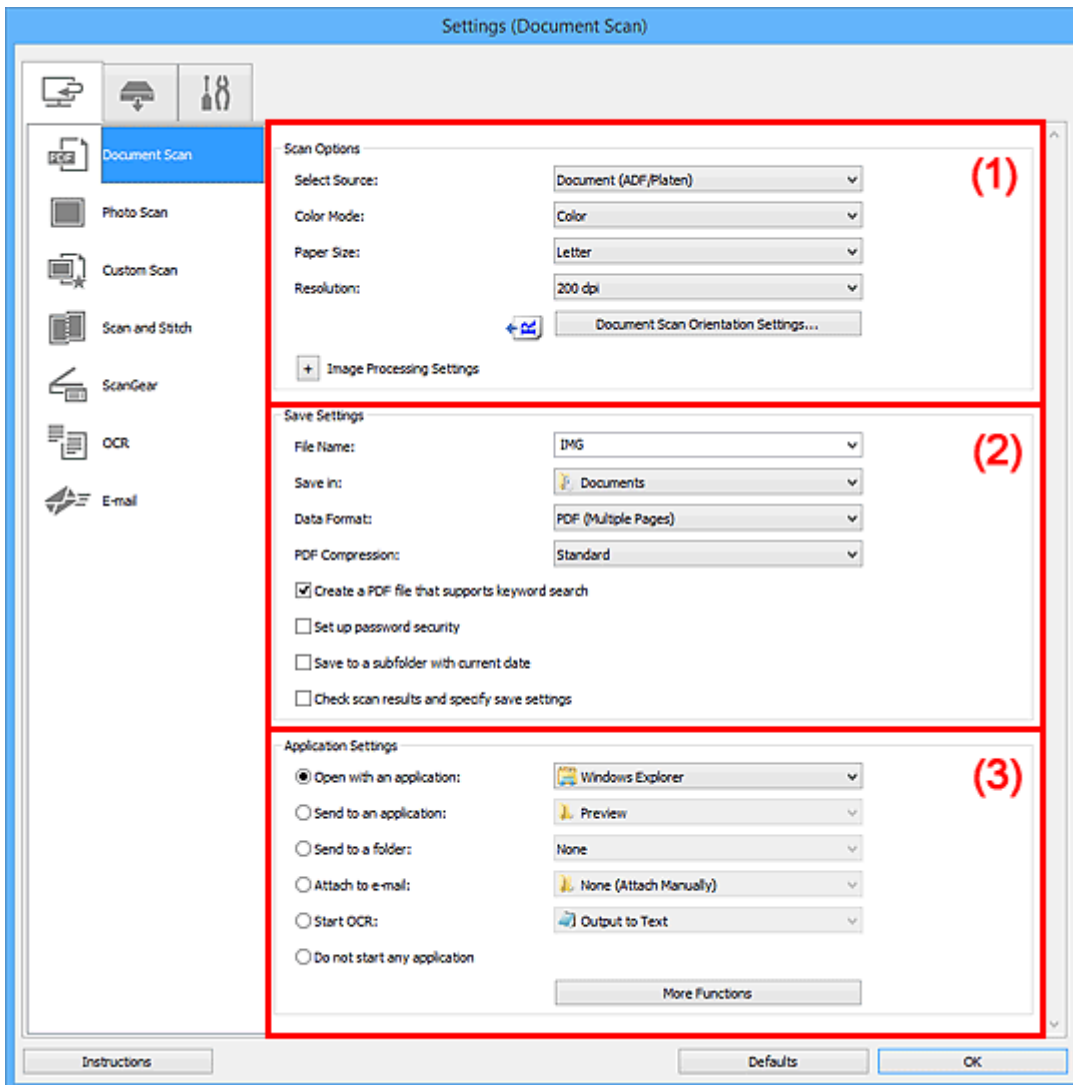 Settings (Document Scan)
PDF
Document Scan
Photo Scan
Custom Scan
Scan and Stitch
ScanGear
OCR
E-mail
(1)
Scan Options
Select Source: Document (ADF/Platen)
Color Mode: Color
Paper Size: Letter
Resolution: 200 dpi
R Document Scan Orientation Settings...
+ Image Processing Settings
(2)
Save Settings
File Name: IMG
Save in: Documents
Data Format: PDF (Multiple Pages)
PDF Compression: Standard
Create a PDF file that supports keyword search
Set up password security
Save to a subfolder with current date
Check scan results and specify save settings
(3)
Application Settings
Open with an application: Windows Explorer
Send to an application: Preview
Send to a folder: None
Attach to e-mail: None (Attach Manually)
Start OCR: Output to Text
Do not start any application
More Functions
Instructions Defaults OK